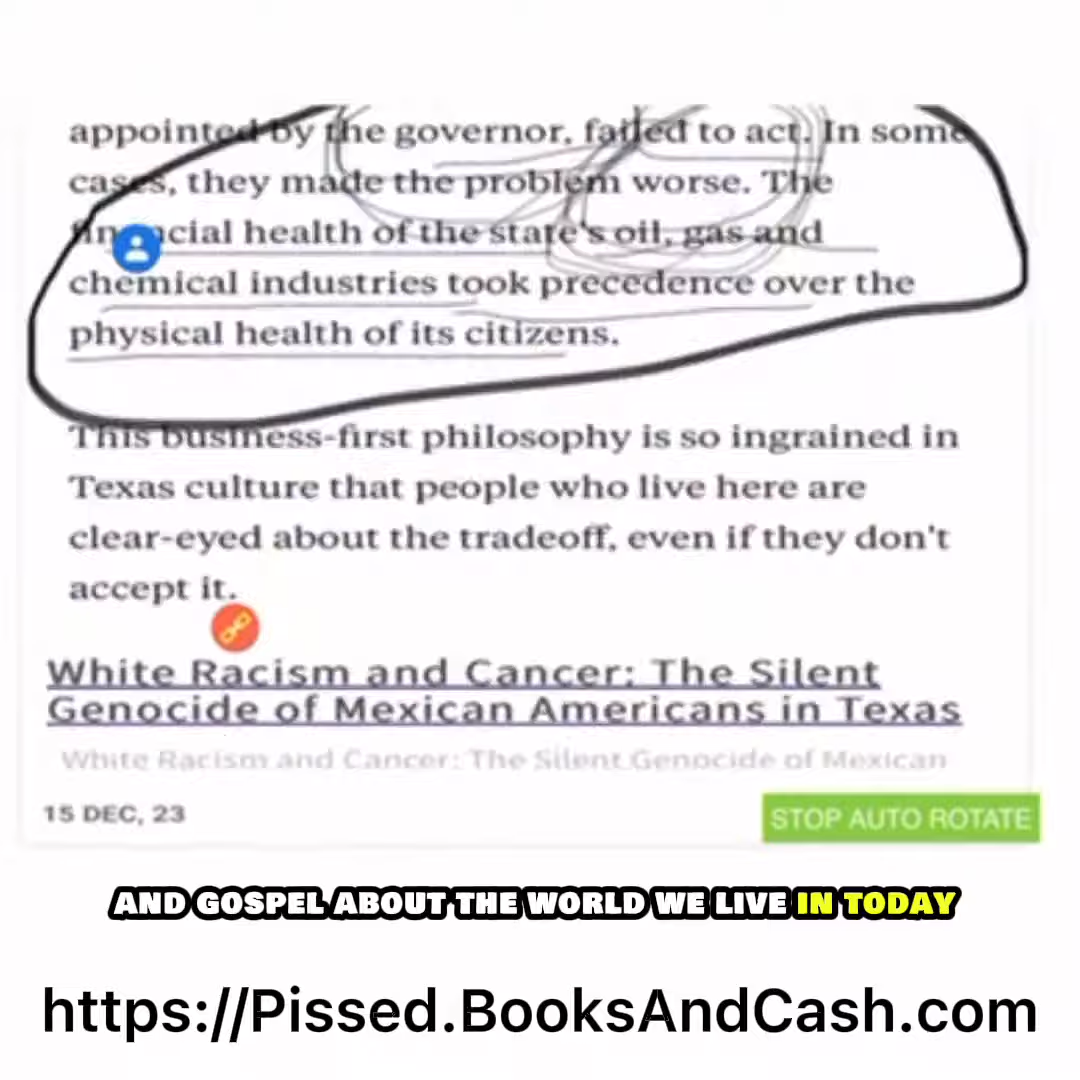 appointed by the governor, failed to act. In some
cases, they made the problem worse. The
financial health of the state's oil, gas and
chemical industries took precedence over the
physical health of its citizens.
This business-first philosophy is so ingrained in
Texas culture that people who live here are
clear-eyed about the tradeoff, even if they don't
accept it.
White Racism and Cancer: The Silent
Genocide of Mexican Americans in Texas
White Racism and Cancer: The Silent Genocide of Mexican
15 DEC, 23
STOP AUTO ROTATE
AND GOSPEL ABOUT THE WORLD WE LIVE IN TODAY
https://Pissed.BooksAndCash.com